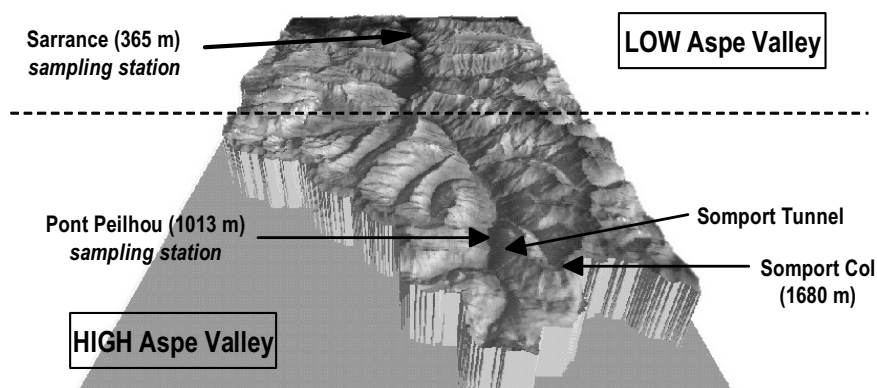 Sarrance (365 m)
sampling station
LOW Aspe Valley
Pont Peilhou (1013 m)
sampling station
Somport Tunnel
Somport Col
(1680 m)
HIGH Aspe Valley